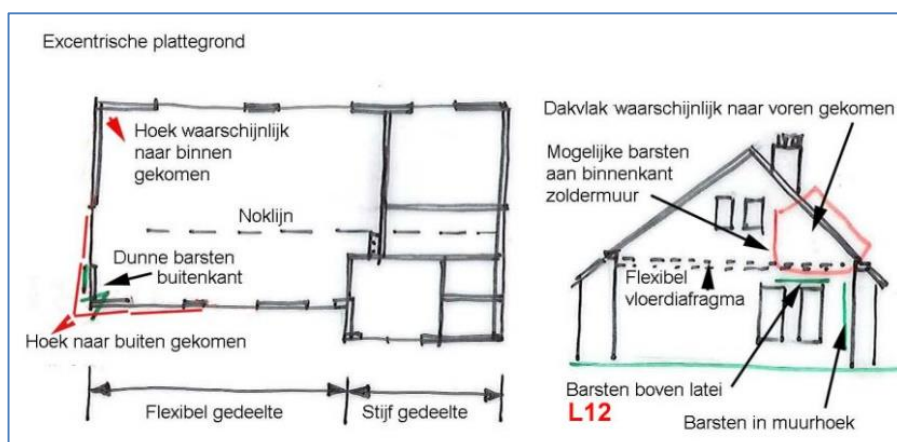 Excentrische plattegrond
Hoek waarschijnlijk
naar binnen
gekomen
Noklijn
Dunne barsten
buitenkant
Hoek naar buiten gekomen
Flexibel gedeelte
Stijf gedeelte
Dakvlak waarschijnlijk naar voren gekomen
Mogelijke barsten
aan binnenkant
zoldermuur
Flexibel
vloerdiafragma
Barsten boven latei
L12
Barsten in muurhoek